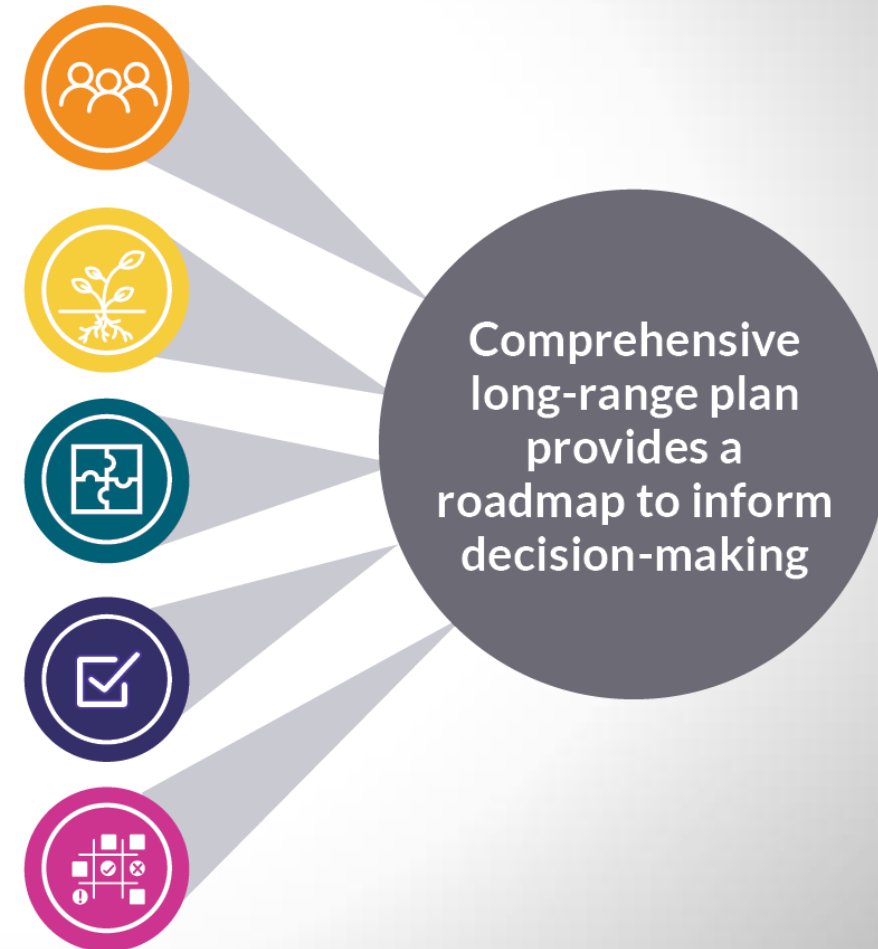 Comprehensive
long-range plan
provides a
roadmap to inform
decision-making